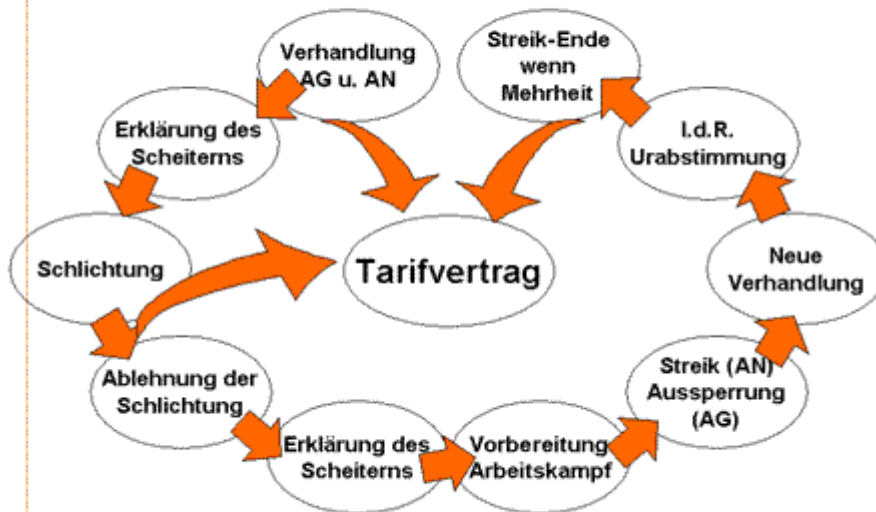 Verhandlung
AG u. AN
Erklärung des
Scheiterns
Schlichtung
Ablehnung der
Schlichtung
Erklärung des
Scheiterns
Vorbereitung
Arbeitskampf
Streik (AN)
Aussperrung
(AG)
Neue
Verhandlung
I.d.R.
Urabstimmung
Streik-Ende
wenn
Mehrheit
Tarifvertrag